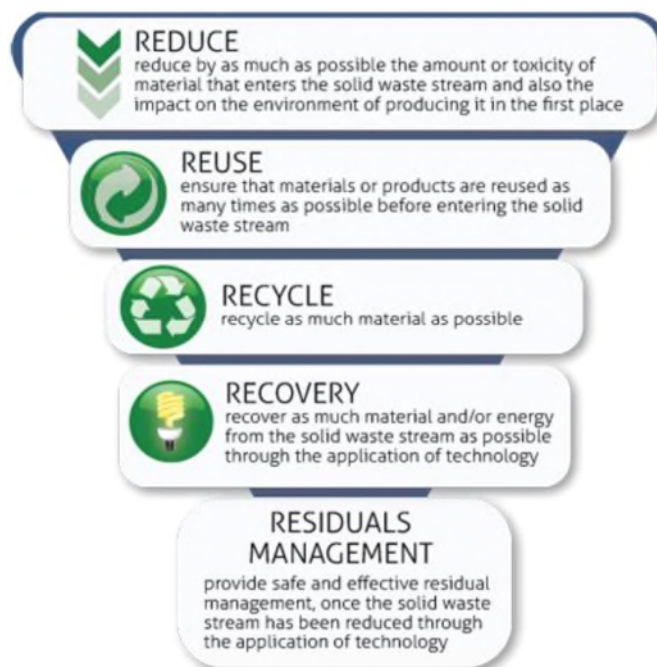 REDUCE
reduce by as much as possible the amount or toxicity of
material that enters the solid waste stream and also the
impact on the environment of producing it in the first place
REUSE
ensure that materials or products are reused as
many times as possible before entering the solid
waste stream
RECYCLE
recycle as much material as possible
RECOVERY
recover as much material and/or energy
from the solid waste stream as possible
through the application of technology
RESIDUALS
MANAGEMENT
provide safe and effective residual
management, once the solid waste
stream has been reduced through
the application of technology